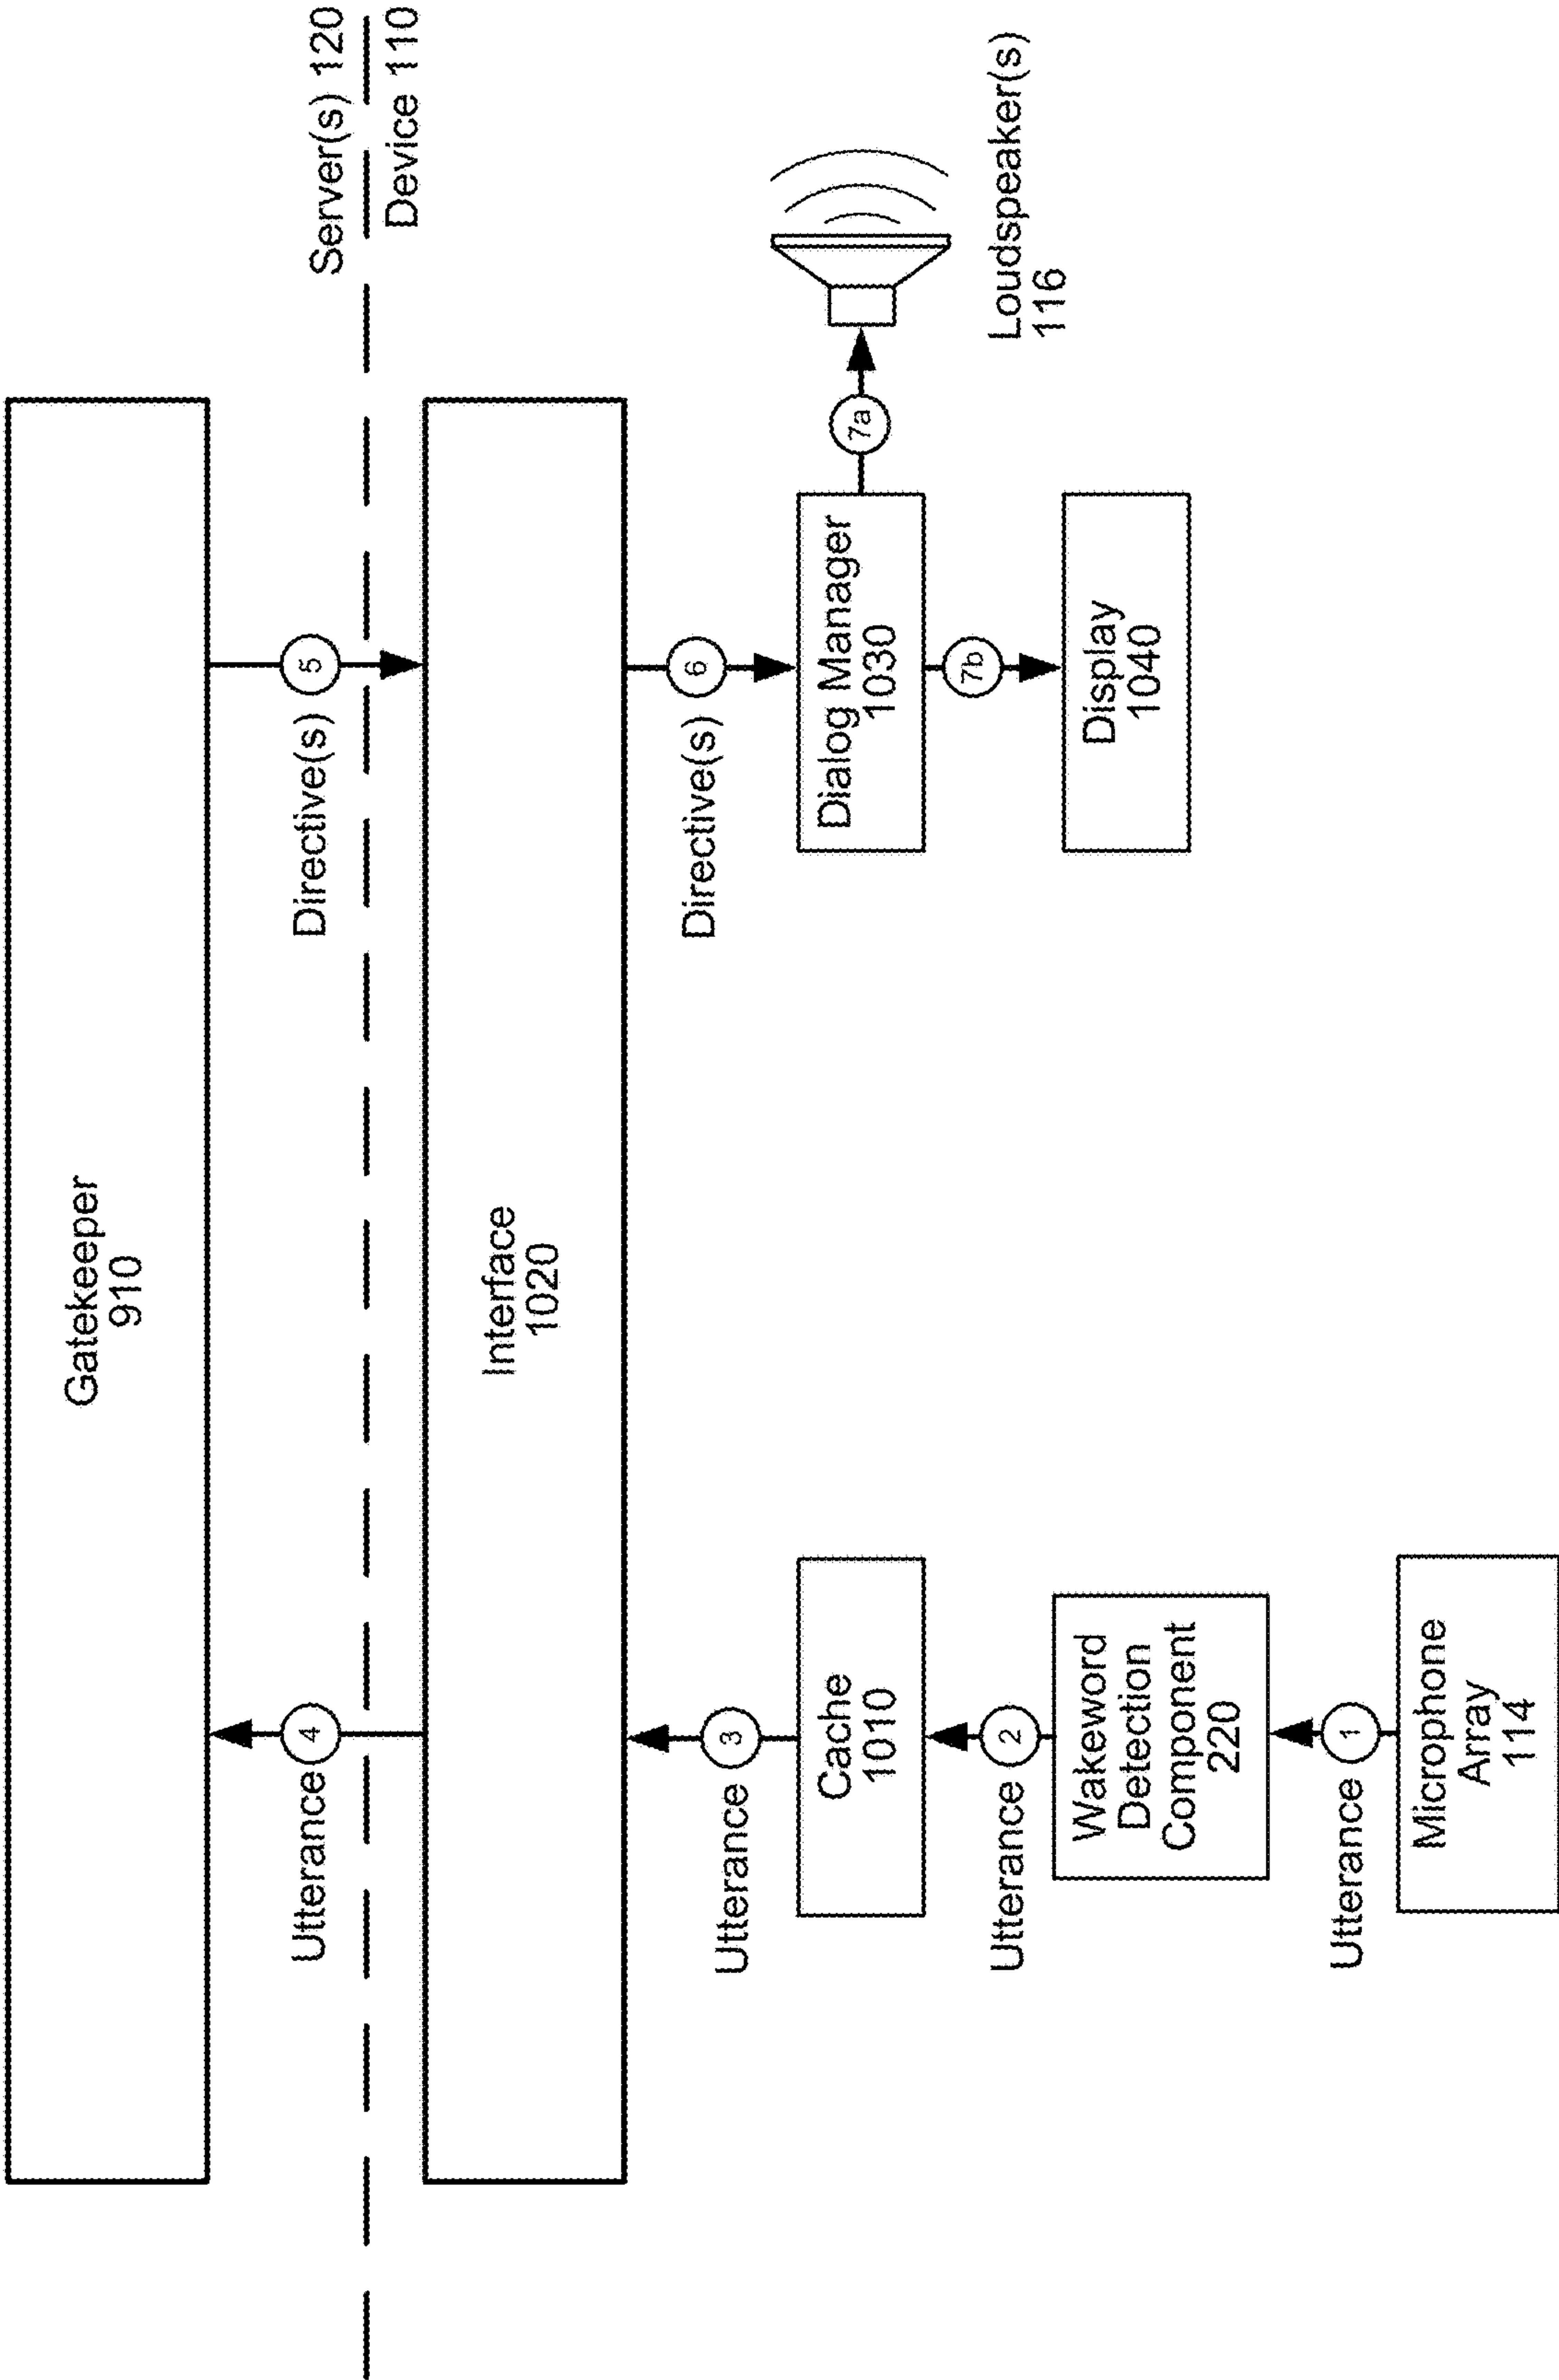 Server(s) 120
Device 110
Gatekeeper
910
Utterance
4
Directive(s)
5
Interface
1020
Utterance
3
Directive(s)
6
Cache
1010
Dialog Manager
1030
7a
Loudspeaker(s)
116
Utterance
2
7b
Wakeword
Detection
Component
220
Display
1040
Utterance
1
Microphone
Array
114